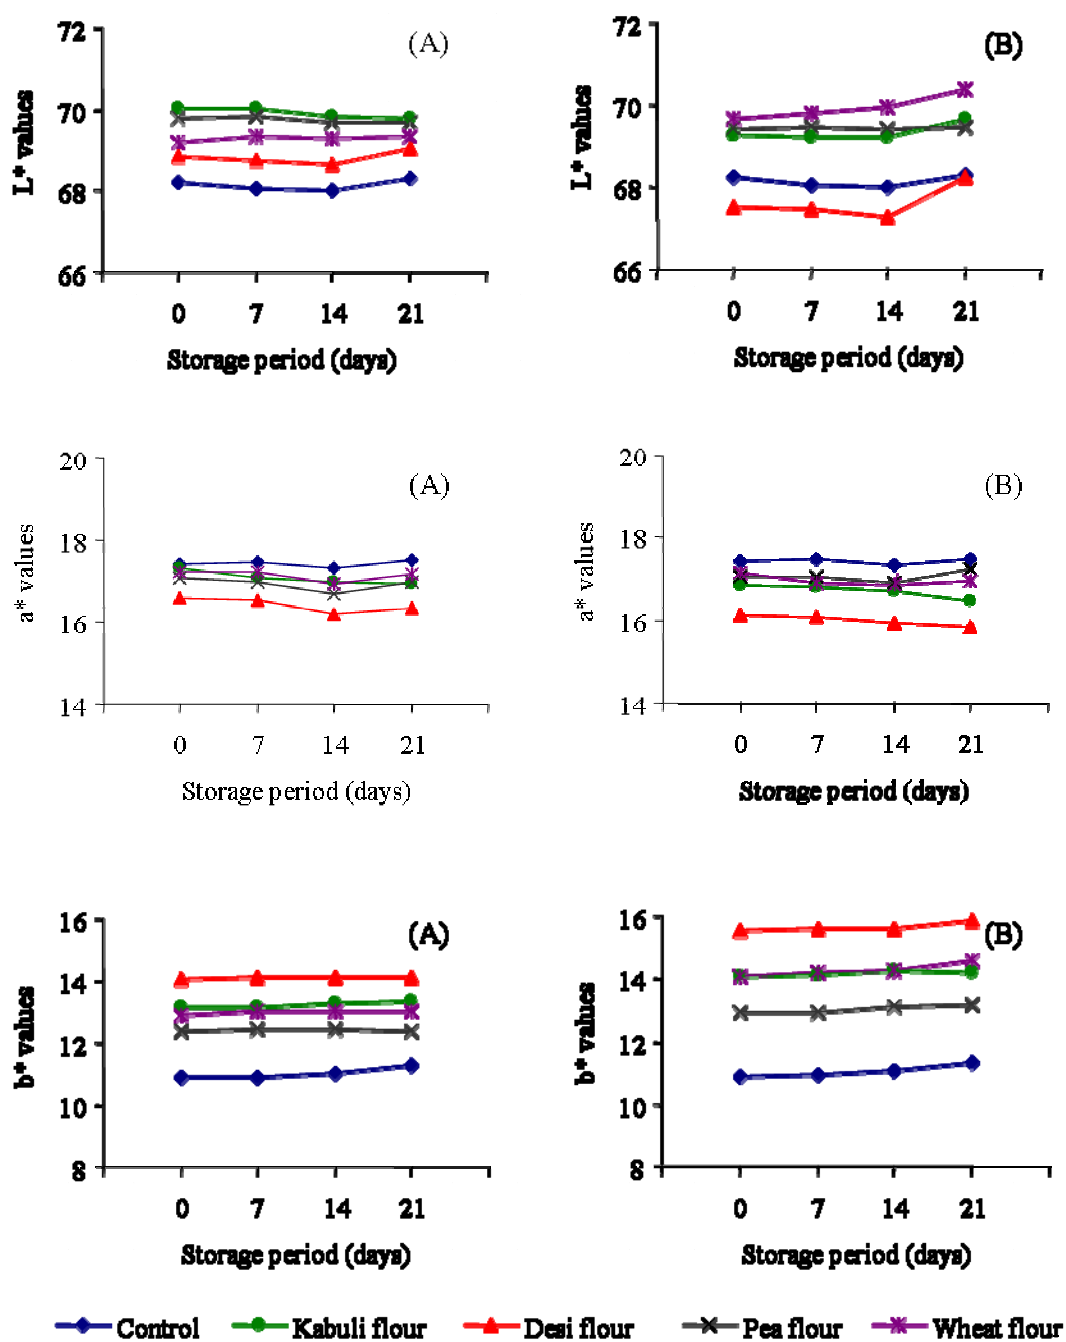 72
(A)
70
L* values
68
66
0 7 14 21
Storage period (days)
72
(B)
70
L* values
68
66
0 7 14 21
Storage period (days)
20
(A)
18
a* values
16
14
0 7 14 21
Storage period (days)
20
(B)
18
a* values
16
14
0 7 14 21
Storage period (days)
16
(A)
14
12
b* values
10
8
0 7 14 21
Storage period (days)
16
(B)
14
12
b* values
10
8
0 7 14 21
Storage period (days)
Control Kabuli flour Desi flour Pea flour Wheat flour